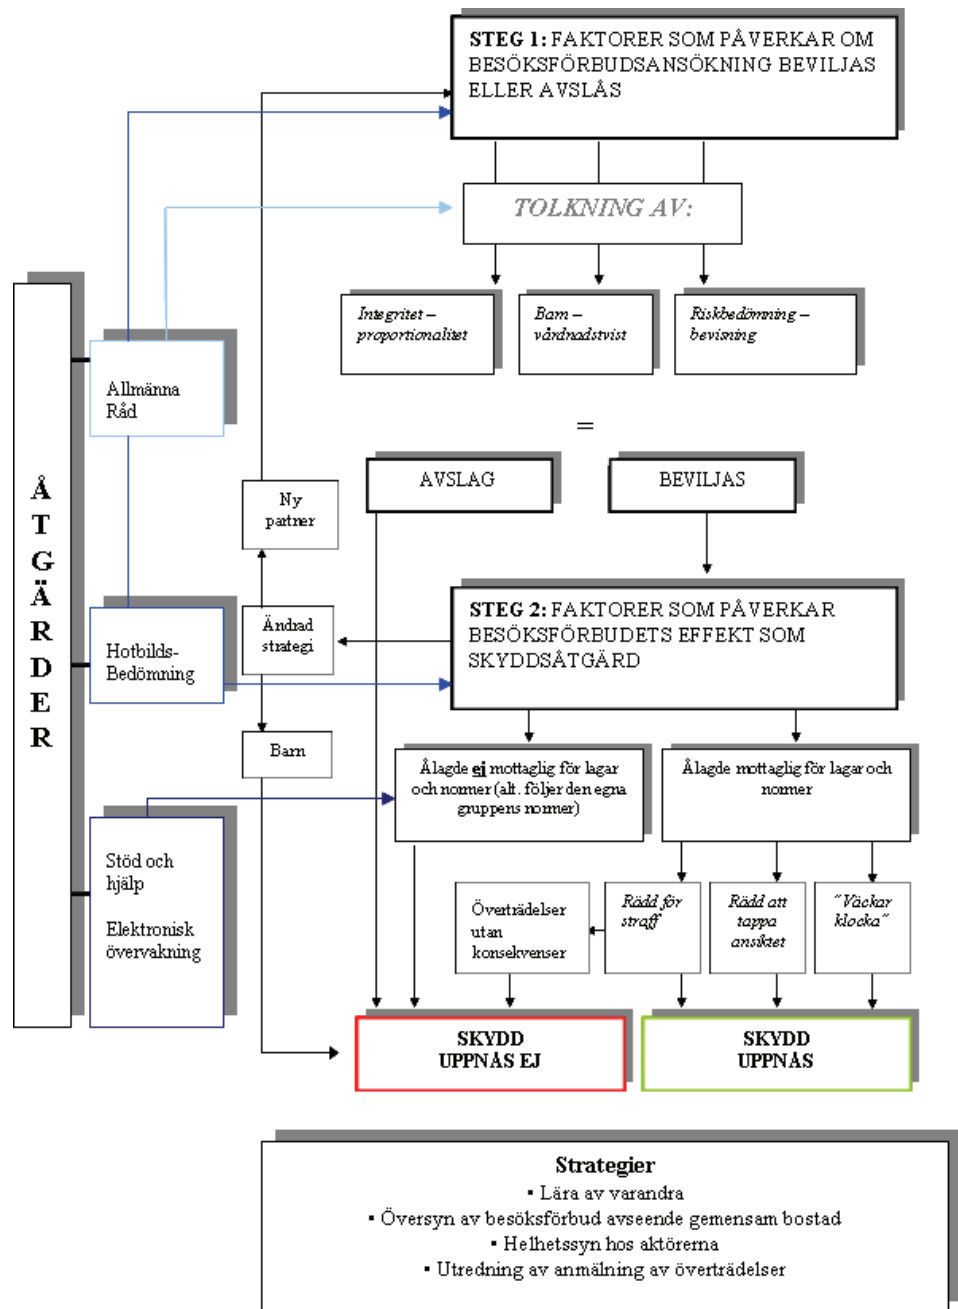 STEG 1: FAKTORER SOM PÅVERKAR OM
BESÖKSFÖRBUDSANSÖKNING BEVILJAS
ELLER AVSLÅS
TOLKNING AV:
Integritet –
proportionalitet
Barn –
vårdnadstvist
Riskbedömning –
bevisning
=
AVSLAG
BEVILJAS
ÅTGÄRDER
Allmänna
Råd
Ny
partner
Hotbilds-
Bedömning
Ändrad
strategi
STEG 2: FAKTORER SOM PÅVERKAR
BESÖKSFÖRBUDETS EFFEKT SOM
SKYDDSÅTGÄRD
Barn
Ålagde ej mottaglig för lagar
och normer (alt. följer den egna
gruppens normer)
Ålagde mottaglig för lagar och
normer
Stöd och
hjälp
Elektronisk
övervakning
Överträdelser
utan
konsekvenser
Rädd för
straff
Rädd att
tappa
ansiktet
”Väckar
klocka”
SKYDD
UPPNÅS EJ
SKYDD
UPPNÅS
Strategier
▪ Lära av varandra
▪ Översyn av besöksförbud avseende gemensam bostad
▪ Helhetssyn hos aktörerna
▪ Utredning av anmälning av överträdelser